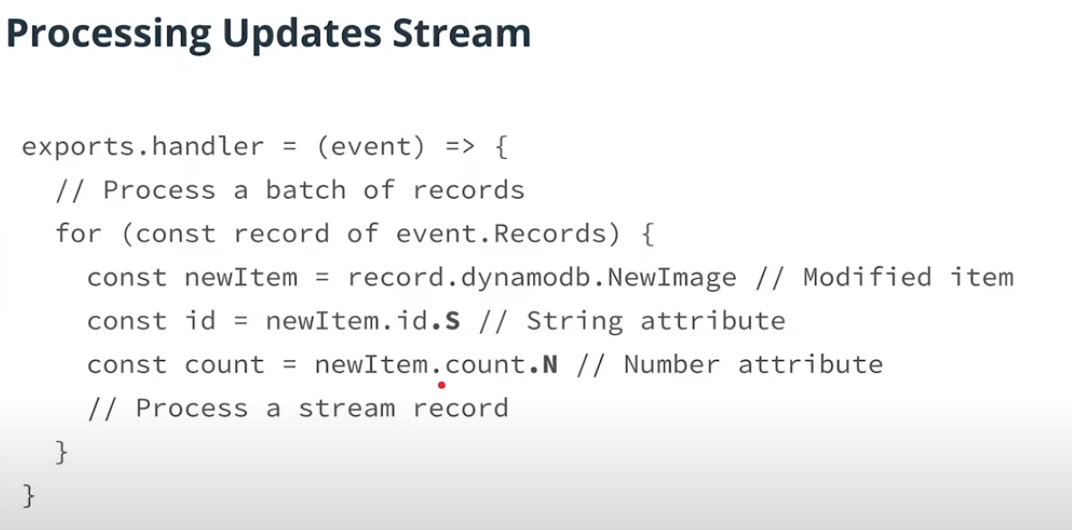 Processing Updates Stream
exports.handler = (event) => {
// Process a batch of records
for (const record of event.Records) {
const newItem = record.dynamodb.NewImage // Modified item
const id = newItem.id.S // String attribute
const count = newItem.count.N // Number attribute
// Process a stream record
}
}